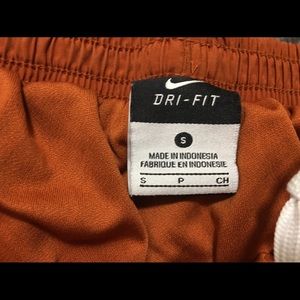 DRI-FIT
S
MADE IN INDONESIA
FABRIQUE EN INDONESIE
S P CH